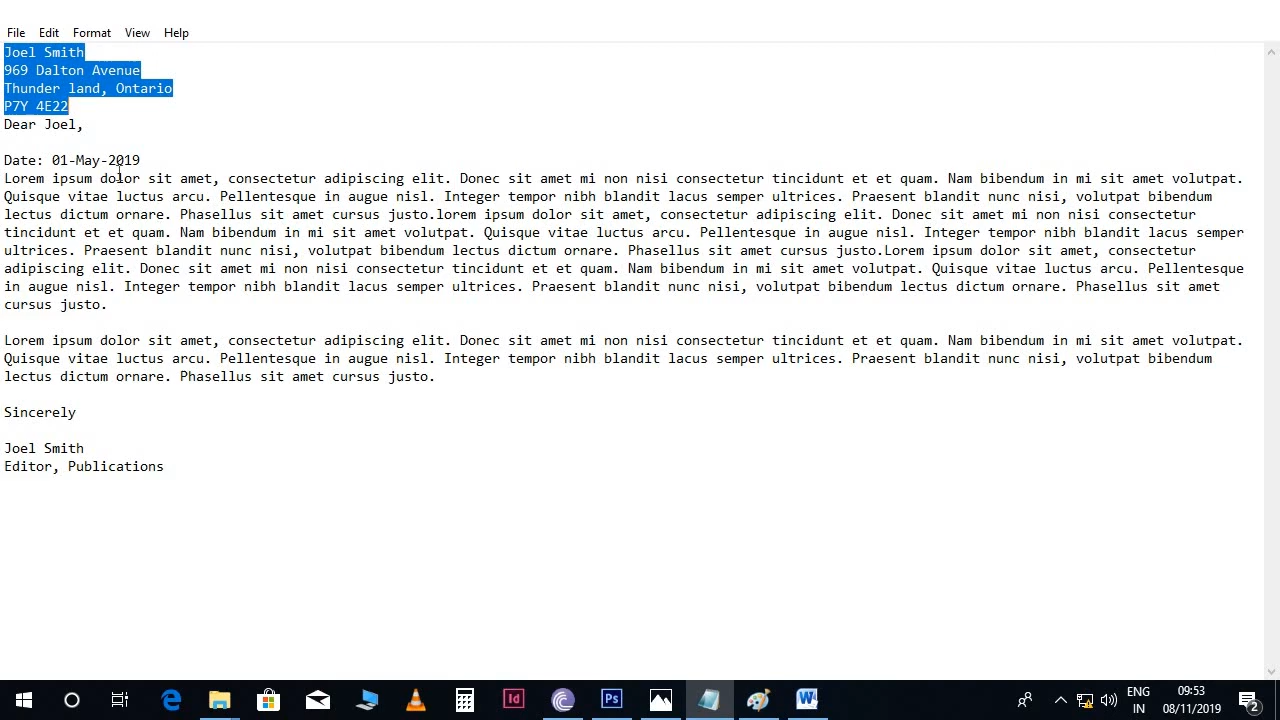 File Edit Format View Help
Joel Smith
969 Dalton Avenue
Thunder land, Ontario
P7Y 4E22
Dear Joel,
Date: 01-May-2019
Lorem ipsum dolor sit amet, consectetur adipiscing elit. Donec sit amet mi non nisi consectetur tincidunt et et quam. Nam bibendum in mi sit amet volutpat.
Quisque vitae luctus arcu. Pellentesque in augue nisl. Integer tempor nibh blandit lacus semper ultrices. Praesent blandit nunc nisi, volutpat bibendum
lectus dictum ornare. Phasellus sit amet cursus justo.lorem ipsum dolor sit amet, consectetur adipiscing elit. Donec sit amet mi non nisi consectetur
tincidunt et et quam. Nam bibendum in mi sit amet volutpat. Quisque vitae luctus arcu. Pellentesque in augue nisl. Integer tempor nibh blandit lacus semper
ultrices. Praesent blandit nunc nisi, volutpat bibendum lectus dictum ornare. Phasellus sit amet cursus justo.Lorem ipsum dolor sit amet, consectetur
adipiscing elit. Donec sit amet mi non nisi consectetur tincidunt et et quam. Nam bibendum in mi sit amet volutpat. Quisque vitae luctus arcu. Pellentesque
in augue nisl. Integer tempor nibh blandit lacus semper ultrices. Praesent blandit nunc nisi, volutpat bibendum lectus dictum ornare. Phasellus sit amet
cursus justo.
Lorem ipsum dolor sit amet, consectetur adipiscing elit. Donec sit amet mi non nisi consectetur tincidunt et et quam. Nam bibendum in mi sit amet volutpat.
Quisque vitae luctus arcu. Pellentesque in augue nisl. Integer tempor nibh blandit lacus semper ultrices. Praesent blandit nunc nisi, volutpat bibendum
lectus dictum ornare. Phasellus sit amet cursus justo.
Sincerely
Joel Smith
Editor, Publications
Id Ps W ENG 09:53
IN 08/11/2019 2